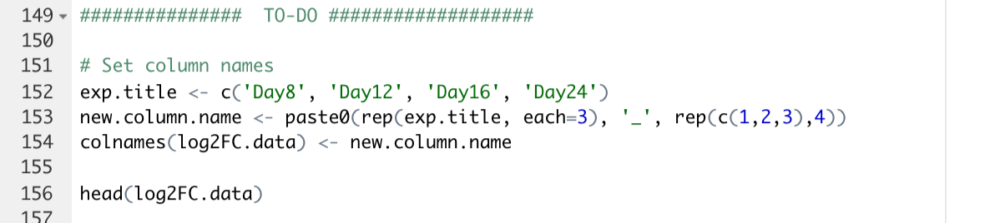 149 ############### TO-DO ###################
150
151 # Set column names
152 exp.title <- c('Day8', 'Day12', 'Day16', 'Day24')
153 new.column.name <- paste0(rep(exp.title, each=3), '_', rep(c(1,2,3),4))
154 colnames(log2FC.data) <- new.column.name
155
156 head(log2FC.data)
157